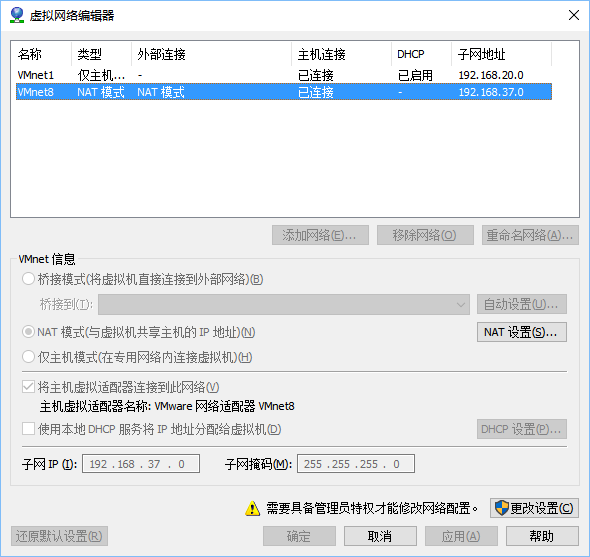 虚拟网络编辑器
名称 类型 外部连接 主机连接 DHCP 子网地址
VMnet1 仅主机... - 已连接 已启用 192.168.20.0
VMnet8 NAT 模式 NAT 模式 已连接 - 192.168.37.0
添加网络(E)... 移除网络(O) 重命名网络(A)...
VMnet 信息
桥接模式(将虚拟机直接连接到外部网络)(B)
桥接到(T): 自动设置(U)...
NAT 模式(与虚拟机共享主机的 IP 地址)(N) NAT 设置(S)...
仅主机模式(在专用网络内连接虚拟机)(H)
将主机虚拟适配器连接到此网络(V)
主机虚拟适配器名称: VMware 网络适配器 VMnet8
使用本地 DHCP 服务将 IP 地址分配给虚拟机(D) DHCP 设置(P)...
子网 IP (I): 192 . 168 . 37 . 0 子网掩码(M): 255 . 255 . 255 . 0
需要具备管理员特权才能修改网络配置。 更改设置(C)
还原默认设置(R) 确定 取消 应用(A) 帮助